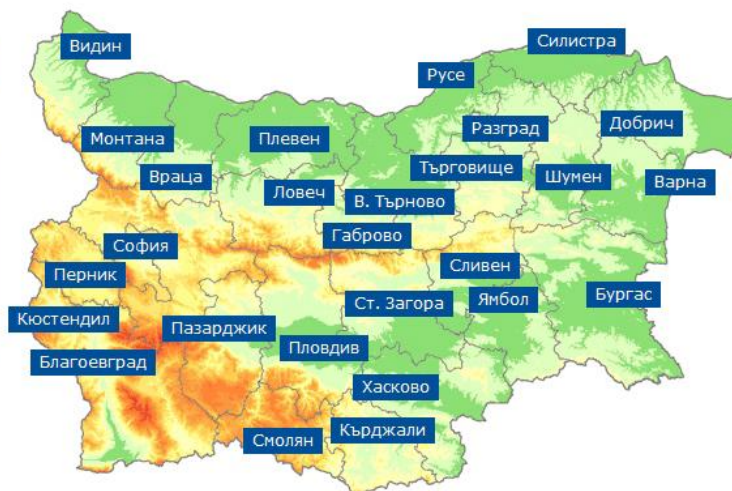 Силистра
Видин
Русе
Добрич
Разград
Монтана
Плевен
Търговище
Шумен
Враца
Варна
Ловеч
В. Търново
Габрово
София
Сливен
Перник
Бургас
Ямбол
Ст. Загора
Кюстендил
Пазарджик
Пловдив
Благоевград
Хасково
Кърджали
Смолян